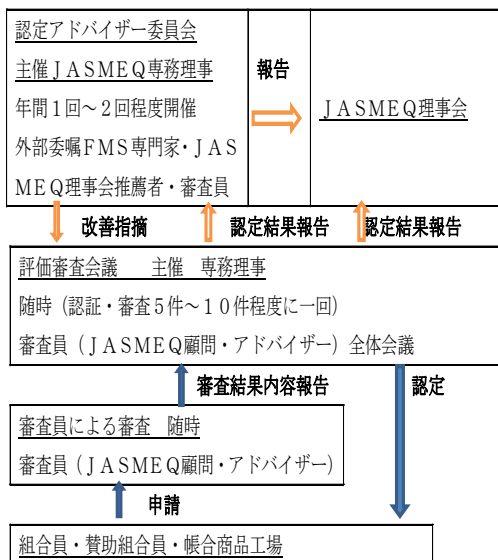 認定アドバイザー委員会
主催ＪＡＳＭＥＱ専務理事
年間１回～２回程度開催
外部委嘱ＦＭＳ専門家・ＪＡＳ
ＭＥＱ理事会推薦者・審査員
報告
ＪＡＳＭＥＱ理事会
改善指摘
認定結果報告
認定結果報告
評価審査会議　主催　専務理事
随時（認証・審査５件～１０件程度に一回）
審査員（ＪＡＳＭＥＱ顧問・アドバイザー）全体会議
審査結果内容報告
認定
審査員による審査　随時
審査員（ＪＡＳＭＥＱ顧問・アドバイザー）
申請
組合員・賛助組合員・帳合商品工場